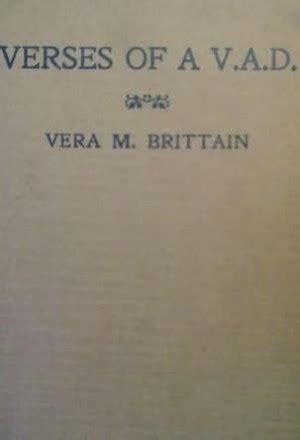 VERSES OF A V.A.D.
VERA M. BRITTAIN